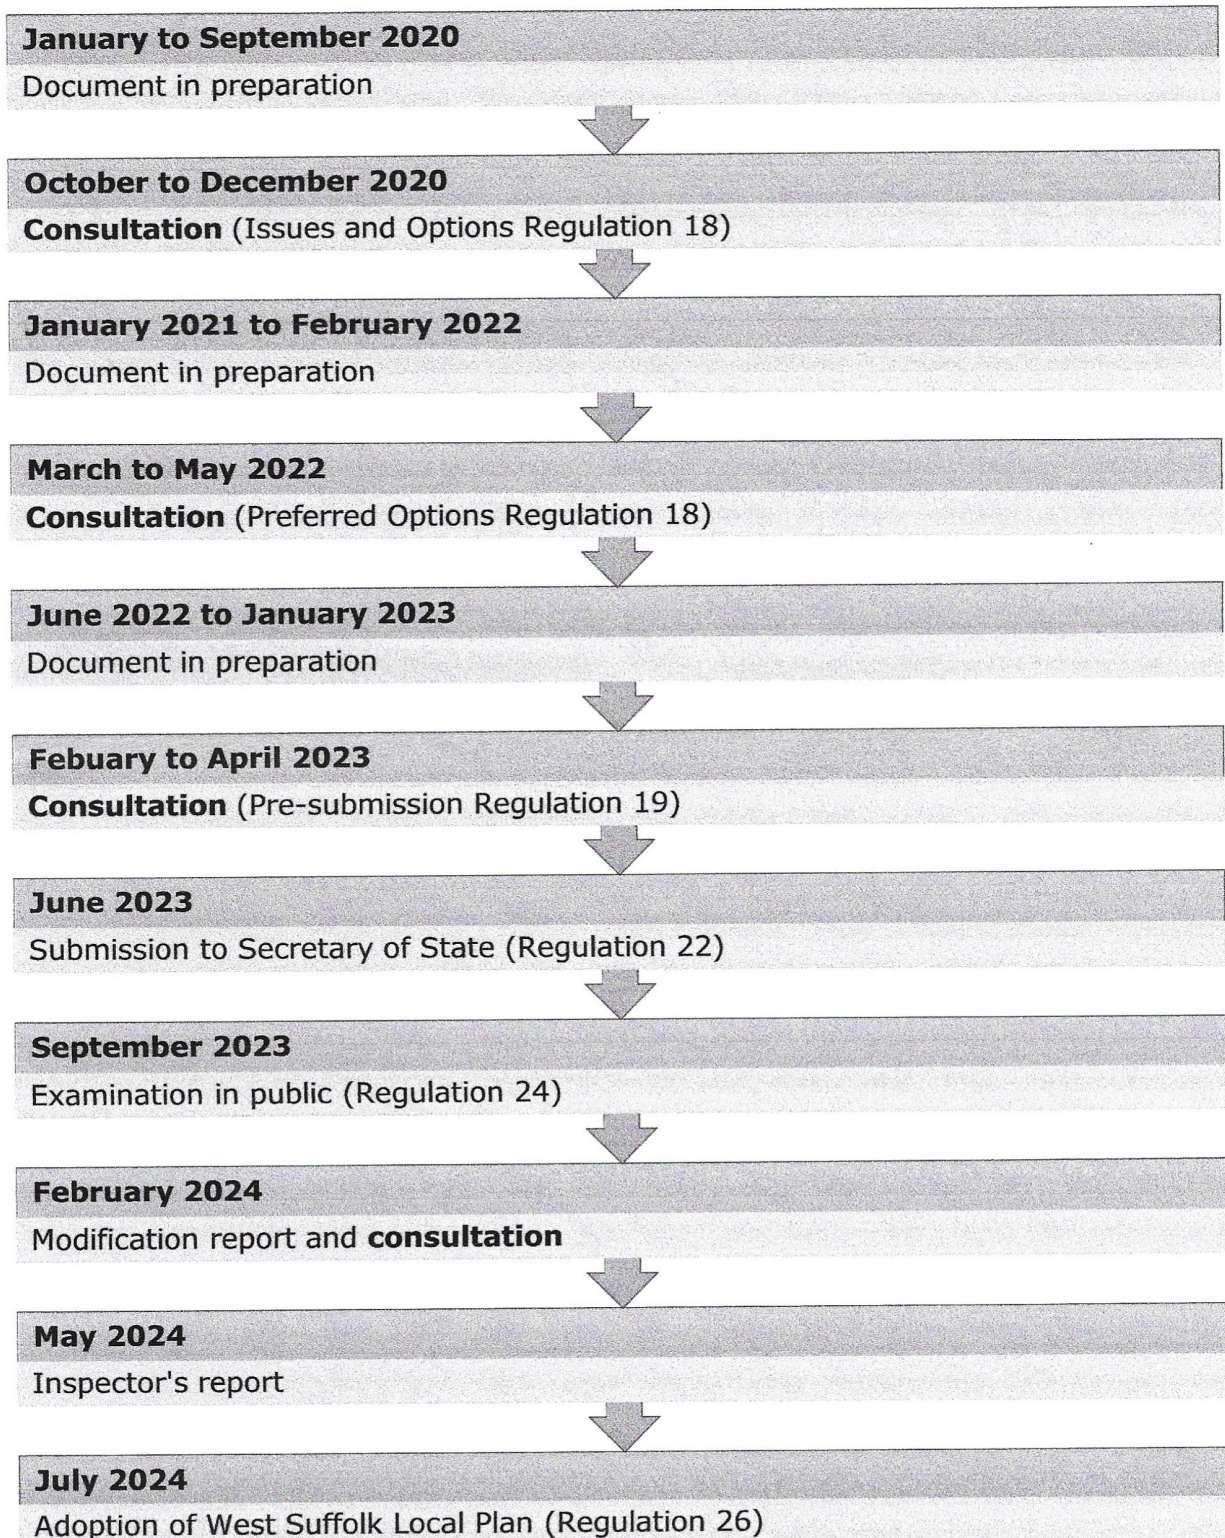 January to September 2020
Document in preparation
October to December 2020
Consultation (Issues and Options Regulation 18)
January 2021 to February 2022
Document in preparation
March to May 2022
Consultation (Preferred Options Regulation 18)
June 2022 to January 2023
Document in preparation
Febuary to April 2023
Consultation (Pre-submission Regulation 19)
June 2023
Submission to Secretary of State (Regulation 22)
September 2023
Examination in public (Regulation 24)
February 2024
Modification report and consultation
May 2024
Inspector's report
July 2024
Adoption of West Suffolk Local Plan (Regulation 26)